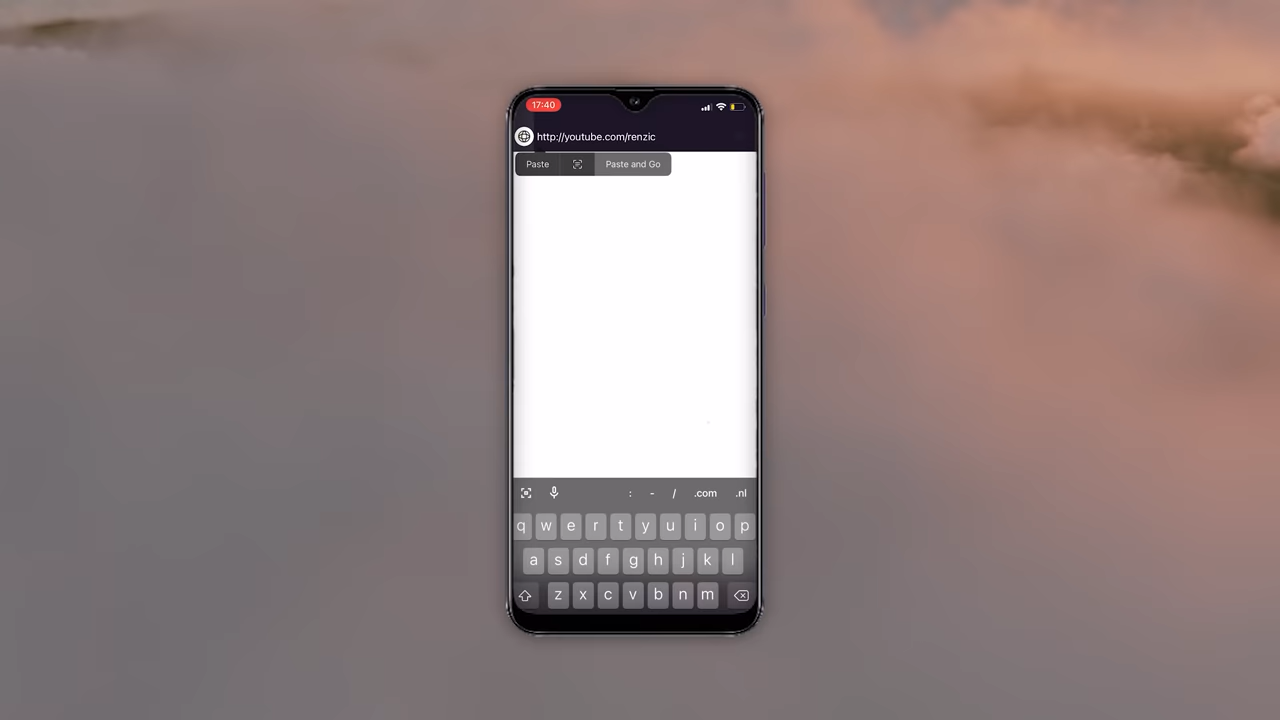 17:40
http://youtube.com/renzic
Paste Paste and Go
: - / .com .nl
q w e r t y u i o p
a s d f g h j k l
z x c v b n m